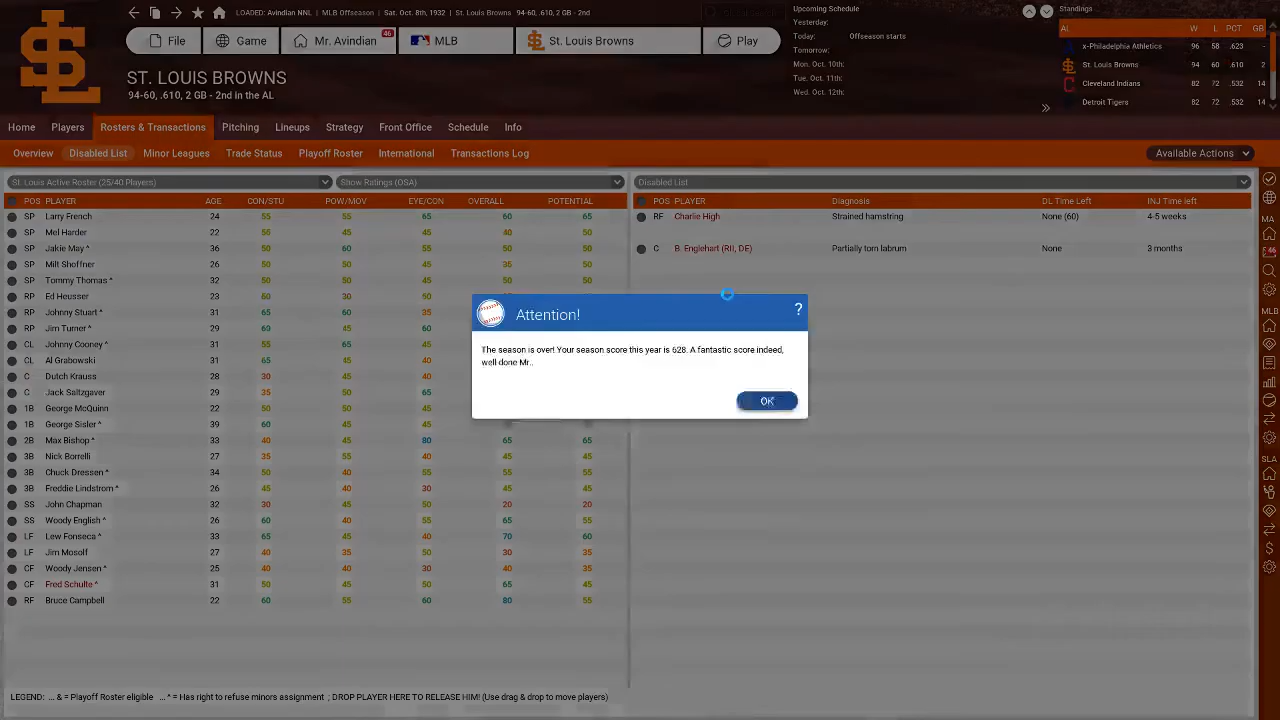 LOADED: Avindian NNL | MLB Offseason | Sat. Oct. 8th, 1932 | St. Louis Browns 94-60, .610, 2 GB - 2nd
File Game Mr. Avindian 46 MLB St. Louis Browns Play
Upcoming Schedule
Yesterday:
Today: Offseason starts
Tomorrow:
Mon. Oct. 10th:
Tue. Oct. 11th:
Wed. Oct. 12th:
Standings
AL W L PCT GB
x-Philadelphia Athletics 96 58 .623 -
St. Louis Browns 94 60 .610 2
Cleveland Indians 82 72 .532 14
Detroit Tigers 82 72 .532 14
ST. LOUIS BROWNS
94-60, .610, 2 GB - 2nd in the AL
Home Players Rosters & Transactions Pitching Lineups Strategy Front Office Schedule Info
Overview Disabled List Minor Leagues Trade Status Playoff Roster International Transactions Log Available Actions
St. Louis Active Roster (25/40 Players) Show Ratings (OSA) Disabled List
POS PLAYER AGE CON/STU POW/MOV EYE/CON OVERALL POTENTIAL
SP Larry French 24 55 55 65 60 65
SP Mel Harder 22 55 45 45 40 50
SP Jakie May ^ 36 50 60 55 50 50
SP Milt Shoffner 26 50 50 45 35 50
SP Tommy Thomas ^ 32 50 50 50 50 50
RP Ed Heusser 23 60 30 50
RP Johnny Stuart ^ 31 65 60 35
RP Jim Turner ^ 29 60 45 60
CL Johnny Cooney ^ 31 55 65 45
CL Al Grabowski 31 65 45 40
C Dutch Krauss 28 30 45 40
C Jack Saltzgaver 29 35 50 65
1B George McQuinn 22 50 50 45
1B George Sisler ^ 39 60 45 45
2B Max Bishop ^ 33 40 45 80 65 65
3B Nick Borrelli 27 35 55 40 45 45
3B Chuck Dressen ^ 34 50 40 50 55 55
3B Freddie Lindstrom ^ 26 45 40 30 45 45
SS John Chapman 32 30 45 50 20 20
SS Woody English ^ 26 60 40 55 65 55
LF Lew Fonseca ^ 33 65 45 40 70 60
LF Jim Mosolf 27 40 35 50 30 35
CF Woody Jensen ^ 25 40 40 30 40 35
CF Fred Schulte ^ 31 50 45 50 65 45
RF Bruce Campbell 22 60 55 60 80 55
POS PLAYER Diagnosis DL Time Left INJ Time left
RF Charlie High Strained hamstring None (60) 4-5 weeks
C B. Englehart (RII, DE) Partially torn labrum None 3 months
Attention! ?
The season is over! Your season score this year is 628. A fantastic score indeed,
well done Mr..
OK
MA
46
MLB
SLA
LEGEND: ... & = Playoff Roster eligible ... ^ = Has right to refuse minors assignment ; DROP PLAYER HERE TO RELEASE HIM! (Use drag & drop to move players)